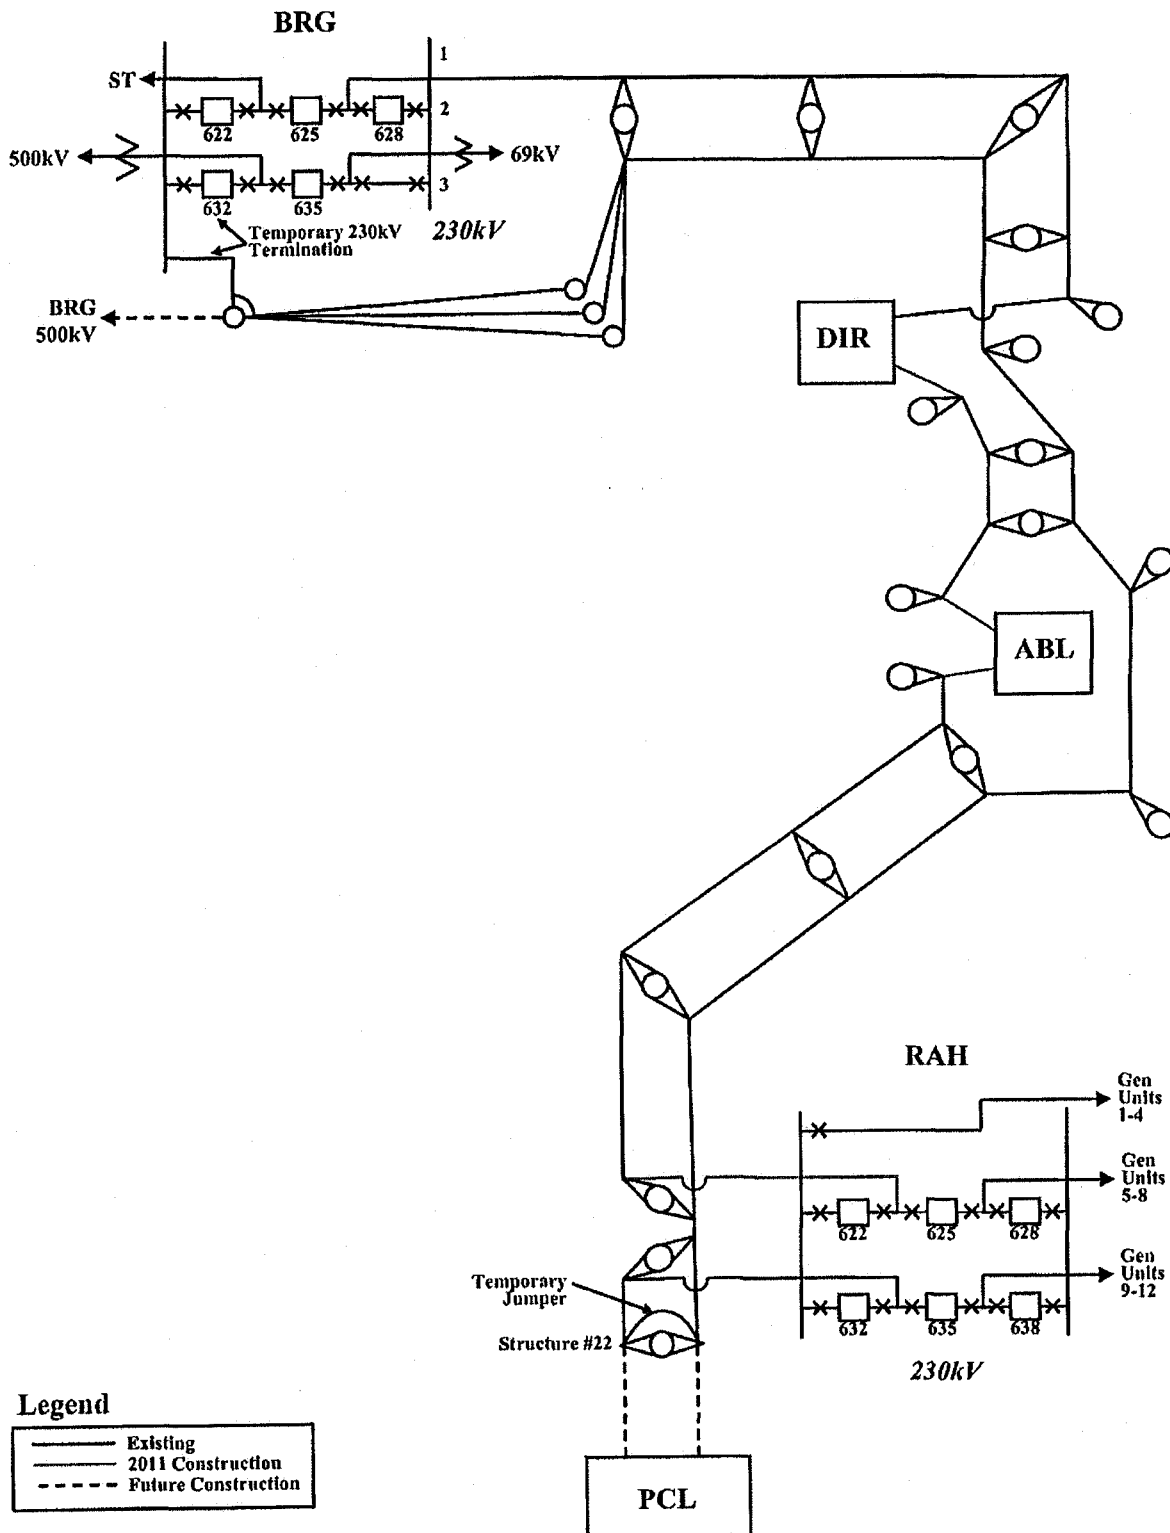 BRG
1
ST
2
622
625
628
500kV
69kV
3
632
635
230kV
Temporary 230kV
Termination
BRG
500kV
DIR
ABL
RAH
Gen
Units
1-4
Gen
Units
5-8
622
625
628
Gen
Units
9-12
Temporary
Jumper
632
635
638
Structure #22
230kV
Legend
Existing
2011 Construction
Future Construction
PCL